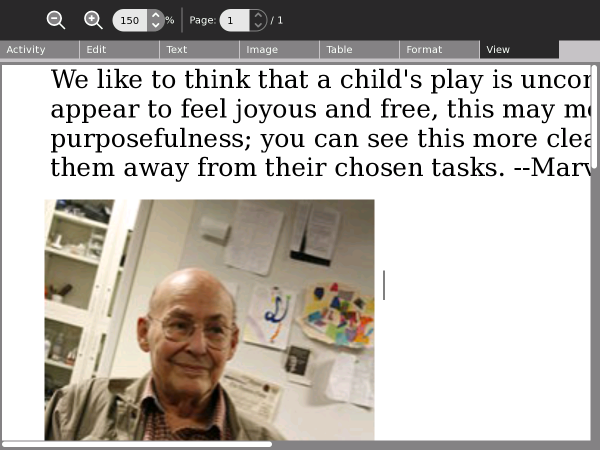 150 % Page: 1 / 1
Activity Edit Text Image Table Format View
We like to think that a child's play is uncon
appear to feel joyous and free, this may m
purposefulness; you can see this more clea
them away from their chosen tasks. --Marv